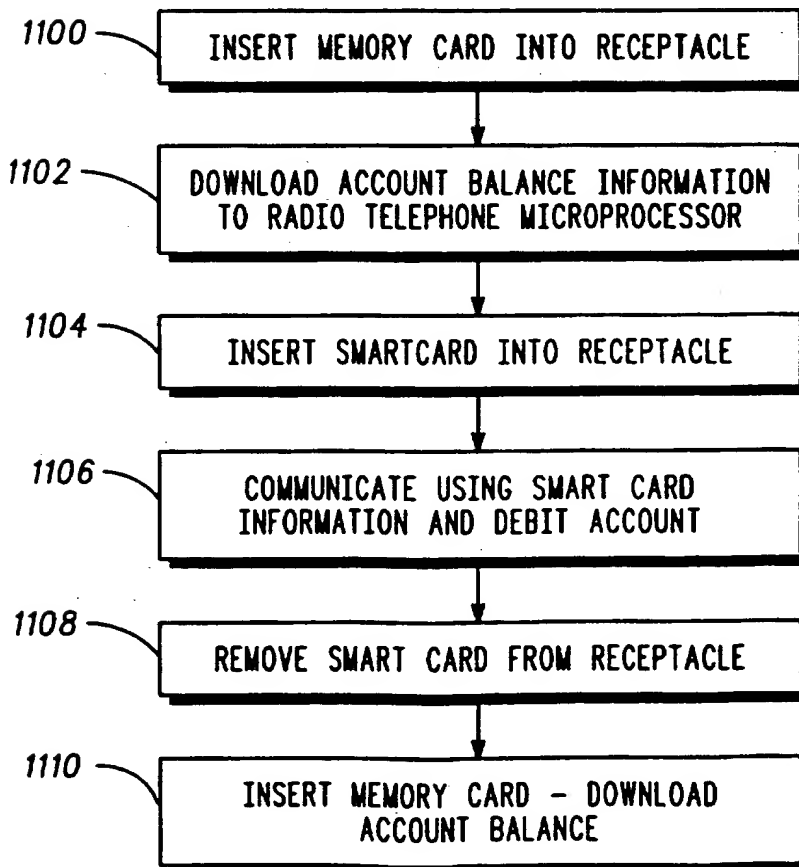 1100
INSERT MEMORY CARD INTO RECEPTACLE
1102
DOWNLOAD ACCOUNT BALANCE INFORMATION
TO RADIO TELEPHONE MICROPROCESSOR
1104
INSERT SMARTCARD INTO RECEPTACLE
1106
COMMUNICATE USING SMART CARD
INFORMATION AND DEBIT ACCOUNT
1108
REMOVE SMART CARD FROM RECEPTACLE
1110
INSERT MEMORY CARD – DOWNLOAD
ACCOUNT BALANCE